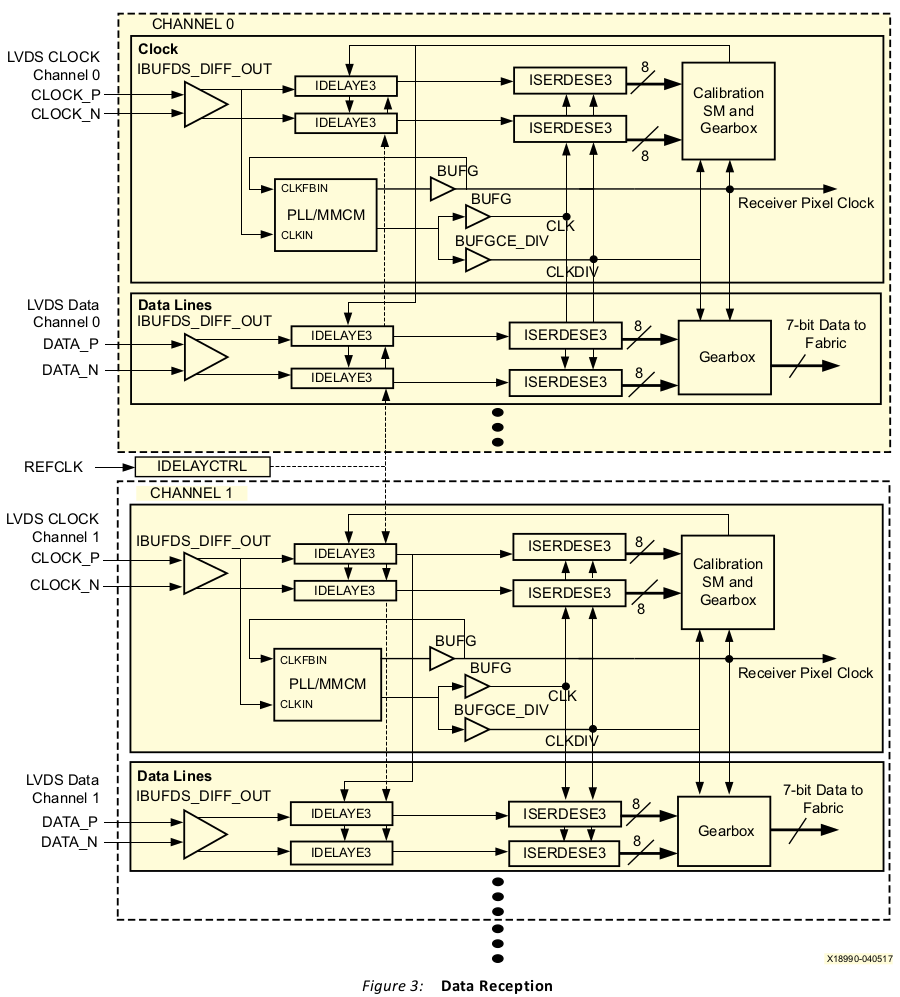 CHANNEL 0
Clock
LVDS CLOCK
Channel 0
CLOCK_P
CLOCK_N
IBUFDS_DIFF_OUT
IDELAYE3
IDELAYE3
ISERDESE3
ISERDESE3
8
8
Calibration
SM and
Gearbox
CLKFBIN
PLL/MMCM
CLKIN
BUFG
BUFG
BUFGCE_DIV
CLK
CLKDIV
Receiver Pixel Clock
Data Lines
LVDS Data
Channel 0
DATA_P
DATA_N
IBUFDS_DIFF_OUT
IDELAYE3
IDELAYE3
ISERDESE3
ISERDESE3
8
8
Gearbox
7-bit Data to
Fabric
REFCLK
IDELAYCTRL
CHANNEL 1
LVDS CLOCK
Channel 1
CLOCK_P
CLOCK_N
IBUFDS_DIFF_OUT
IDELAYE3
IDELAYE3
ISERDESE3
ISERDESE3
8
8
Calibration
SM and
Gearbox
CLKFBIN
PLL/MMCM
CLKIN
BUFG
BUFG
BUFGCE_DIV
CLK
CLKDIV
Receiver Pixel Clock
Data Lines
LVDS Data
Channel 1
DATA_P
DATA_N
IBUFDS_DIFF_OUT
IDELAYE3
IDELAYE3
ISERDESE3
ISERDESE3
8
8
Gearbox
7-bit Data to
Fabric
X18990-040517
Figure 3: Data Reception